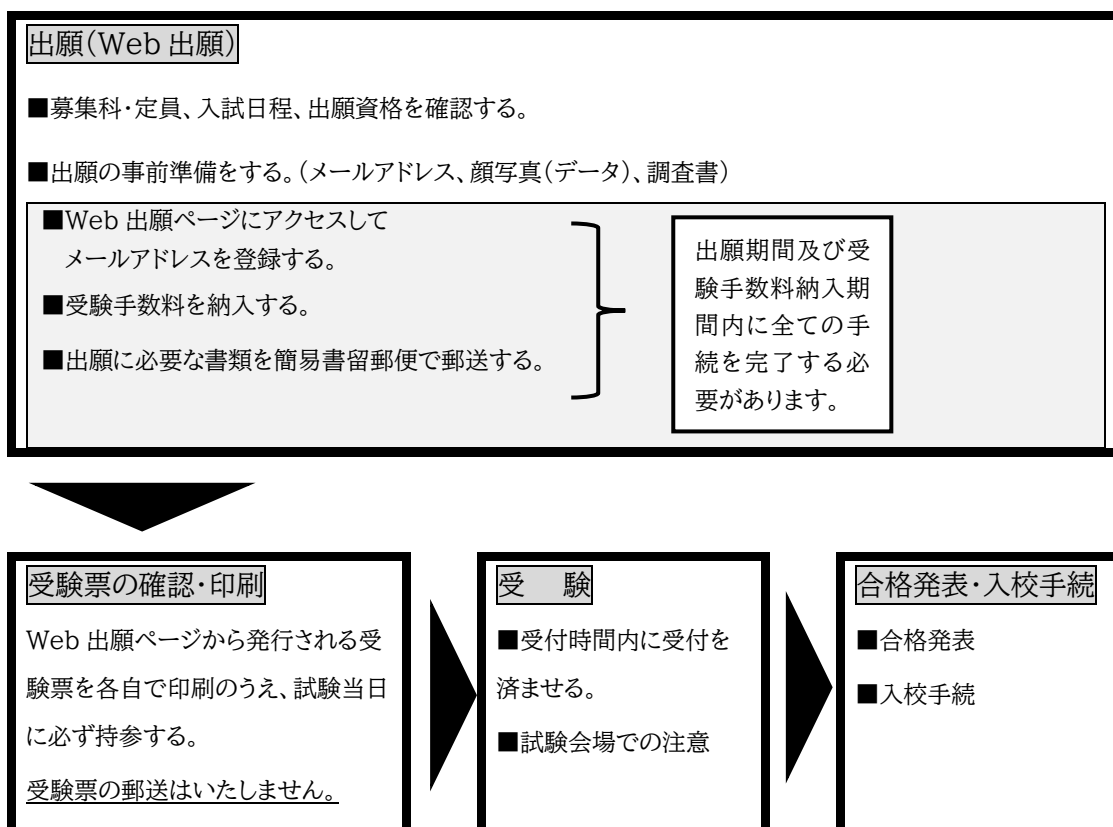 出願(Web 出願)
■募集科・定員、入試日程、出願資格を確認する。
■出願の事前準備をする。(メールアドレス、顔写真(データ)、調査書)
■Web 出願ページにアクセスして
メールアドレスを登録する。
■受験手数料を納入する。
■出願に必要な書類を簡易書留郵便で郵送する。
出願期間及び受
験手数料納入期
間内に全ての手
続を完了する必
要があります。
受験票の確認・印刷
Web 出願ページから発行される受
験票を各自で印刷のうえ、試験当日
に必ず持参する。
受験票の郵送はいたしません。
受　験
■受付時間内に受付を
済ませる。
■試験会場での注意
合格発表・入校手続
■合格発表
■入校手続